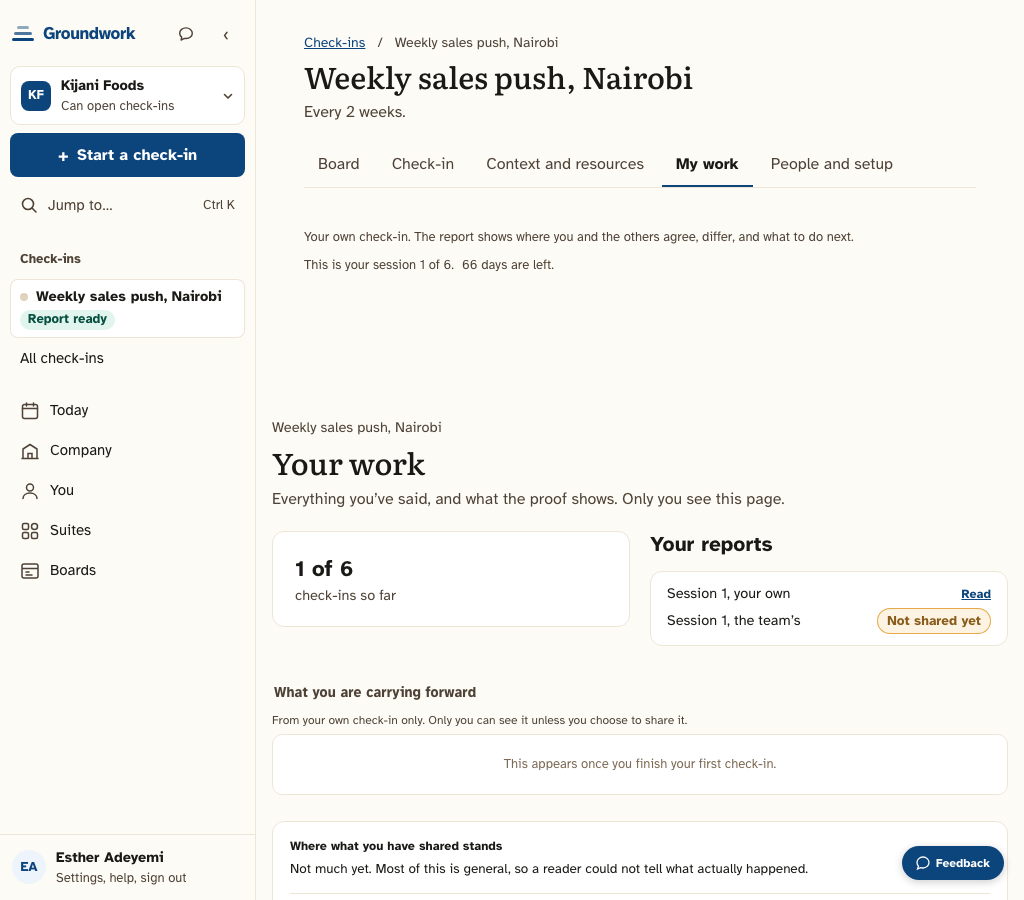 Groundwork
KF
Kijani Foods
Can open check-ins
+ Start a check-in
Jump to...
Ctrl K
Check-ins
Weekly sales push, Nairobi
Report ready
All check-ins
Today
Company
You
Suites
Boards
EA
Esther Adeyemi
Settings, help, sign out
Check-ins / Weekly sales push, Nairobi
Weekly sales push, Nairobi
Every 2 weeks.
Board
Check-in
Context and resources
My work
People and setup
Your own check-in. The report shows where you and the others agree, differ, and what to do next.
This is your session 1 of 6. 66 days are left.
Weekly sales push, Nairobi
Your work
Everything you’ve said, and what the proof shows. Only you see this page.
1 of 6
check-ins so far
Your reports
Session 1, your own
Read
Session 1, the team’s
Not shared yet
What you are carrying forward
From your own check-in only. Only you can see it unless you choose to share it.
This appears once you finish your first check-in.
Where what you have shared stands
Not much yet. Most of this is general, so a reader could not tell what actually happened.
Feedback